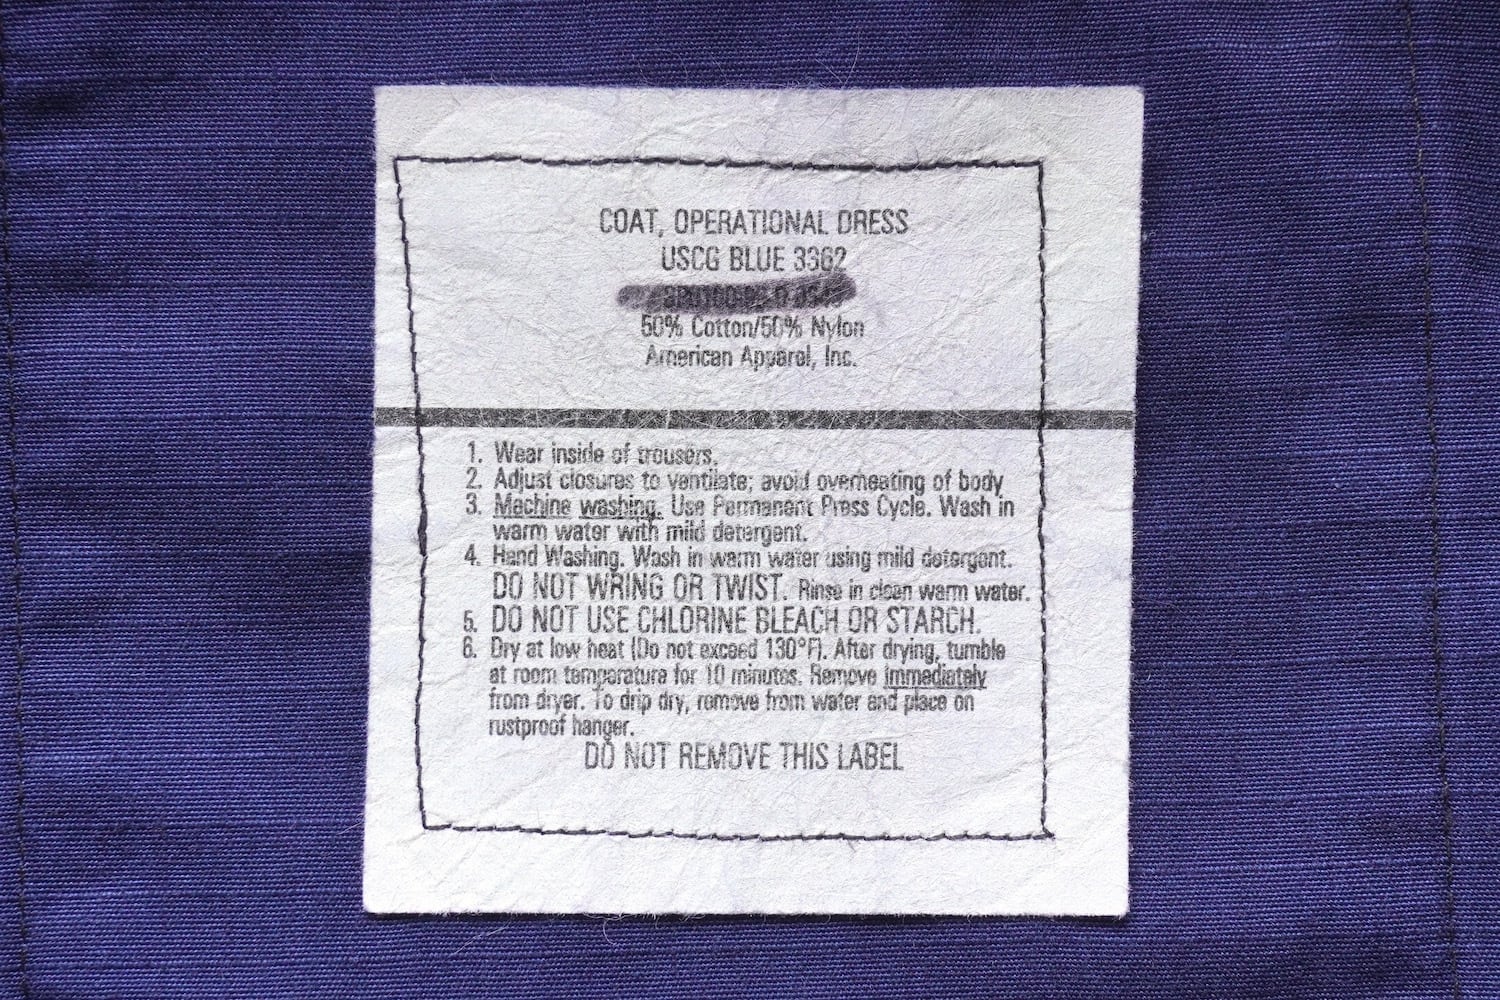 COAT, OPERATIONAL DRESS
USCG BLUE 3362
50% Cotton/50% Nylon
American Apparel, Inc.
1. Wear inside of trousers.
2. Adjust closures to ventilate; avoid overheating of body
3. Machine washing. Use Permanent Press Cycle. Wash in
warm water with mild detergent.
4. Hand Washing. Wash in warm water using mild detergent.
DO NOT WRING OR TWIST. Rinse in clean warm water.
5. DO NOT USE CHLORINE BLEACH OR STARCH.
6. Dry at low heat (Do not exceed 130°F). After drying, tumble
at room temperature for 10 minutes. Remove immediately
from dryer. To drip dry, remove from water and place on
rustproof hanger.
DO NOT REMOVE THIS LABEL